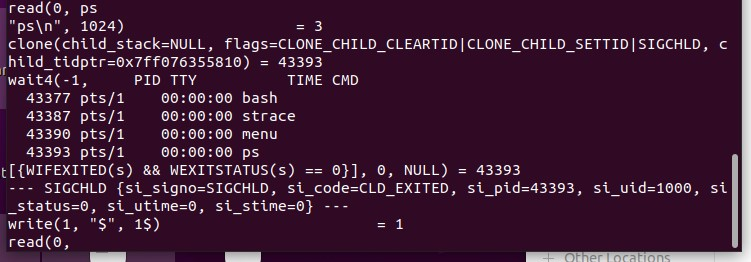 read(0, ps
"ps\n", 1024)                     = 3
clone(child_stack=NULL, flags=CLONE_CHILD_CLEARTID|CLONE_CHILD_SETTID|SIGCHLD, c
hild_tidptr=0x7ff076355810) = 43393
wait4(-1,     PID TTY          TIME CMD
  43377 pts/1    00:00:00 bash
  43387 pts/1    00:00:00 strace
  43390 pts/1    00:00:00 menu
  43393 pts/1    00:00:00 ps
[{WIFEXITED(s) && WEXITSTATUS(s) == 0}], 0, NULL) = 43393
--- SIGCHLD {si_signo=SIGCHLD, si_code=CLD_EXITED, si_pid=43393, si_uid=1000, si
_status=0, si_utime=0, si_stime=0} ---
write(1, "$", 1$)                        = 1
read(0,
+ Other Locations